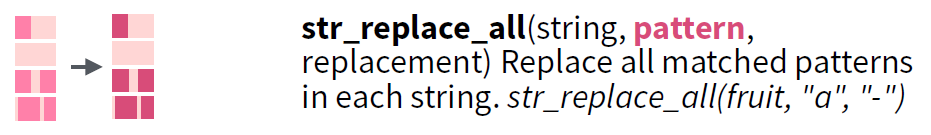 str_replace_all(string, pattern,
replacement) Replace all matched patterns
in each string. str_replace_all(fruit, "a", "-")